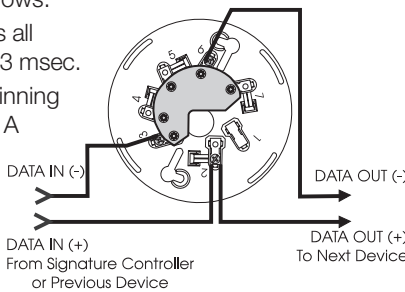 ows.
s all
3 msec.
inning
A
5
6
4
7
3
1
2
DATA IN (-)
DATA OUT (-)
DATA IN (+)
From Signature Controller
or Previous Device
DATA OUT (+)
To Next Device